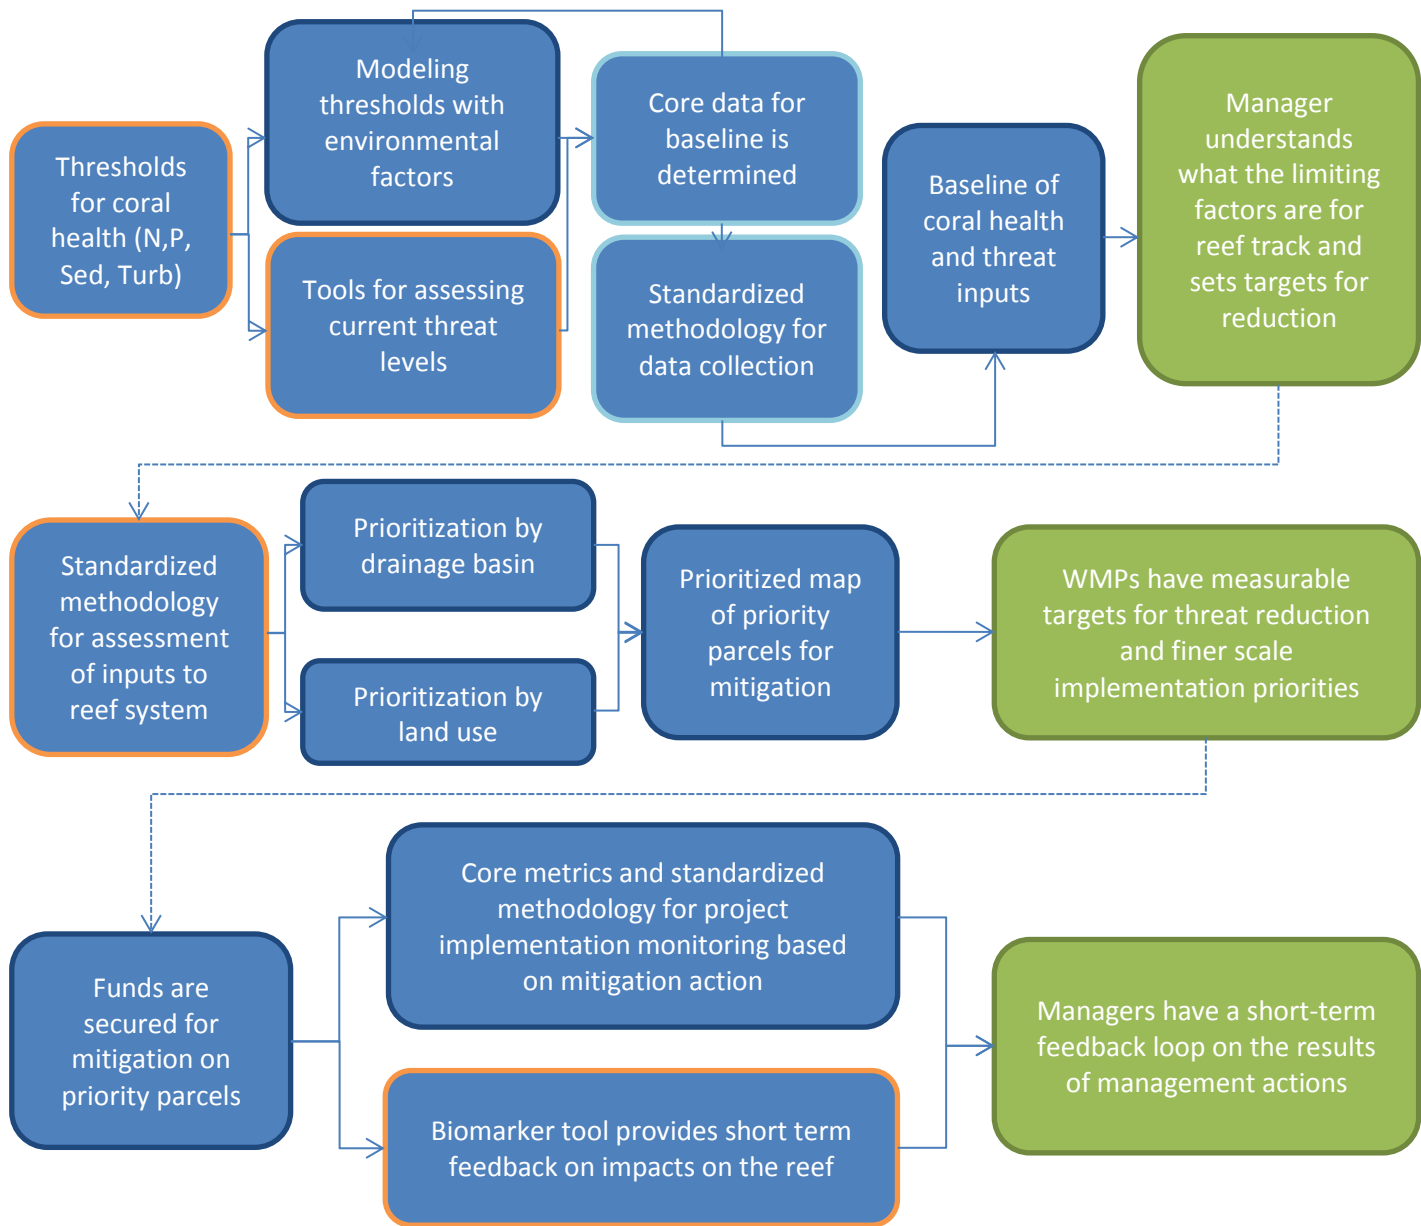 Thresholds
for coral
health (N,P,
Sed, Turb)
Modeling
thresholds with
environmental
factors
Tools for assessing
current threat
levels
Core data for
baseline is
determined
Standardized
methodology for
data collection
Baseline of
coral health
and threat
inputs
Manager
understands
what the limiting
factors are for
reef track and
sets targets for
reduction
Standardized
methodology
for assessment
of inputs to
reef system
Prioritization by
drainage basin
Prioritization by
land use
Prioritized map
of priority
parcels for
mitigation
WMPs have measurable
targets for threat reduction
and finer scale
implementation priorities
Funds are
secured for
mitigation on
priority parcels
Core metrics and standardized
methodology for project
implementation monitoring based
on mitigation action
Biomarker tool provides short term
feedback on impacts on the reef
Managers have a short-term
feedback loop on the results
of management actions